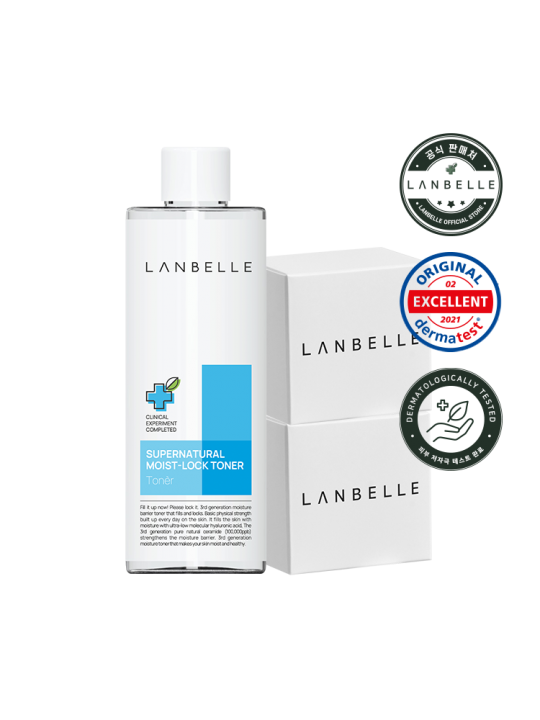 LANBELLE
CLINICAL
EXPERIMENT
COMPLETED
SUPERNATURAL
MOIST-LOCK TONER
Tonér
Fill it up now! Please lock it. 3rd generation moisture
barrier toner that fills and locks. Basic physical strength
built up every day on the skin. It fills the skin with
moisture with ultra-low molecular hyaluronic acid, The
3rd generation pure natural ceramide (100,000ppb)
strengthens the moisture barrier. 3rd generation
moisture toner that makes your skin moist and healthy.
LANBELLE
LANBELLE
공식 판매처
LANBELLE
LANBELLE OFFICIAL STORE
ORIGINAL
02
EXCELLENT
2021
dermatest®
DERMATOLOGICALLY TESTED
피부 저자극 테스트 완료